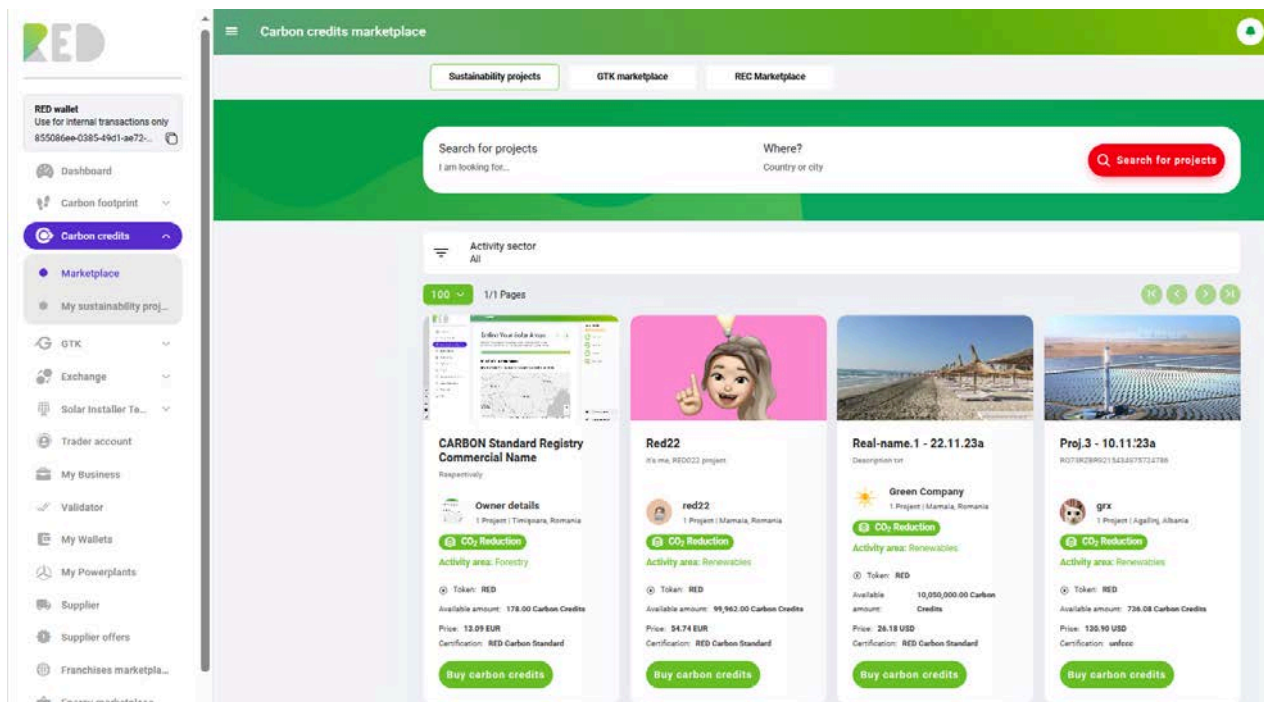 RED
RED wallet
Use for internal transactions only
855086ee-0385-49d1-ae72-...
Dashboard
Carbon footprint
Carbon credits
Marketplace
My sustainability proj...
GTK
Exchange
Solar Installer Te...
Trader account
My Business
Validator
My Wallets
My Powerplants
Supplier
Supplier offers
Franchises marketpla...
Energy marketplace
Carbon credits marketplace
Sustainability projects
GTK marketplace
REC Marketplace
Search for projects
I am looking for...
Where?
Country or city
Search for projects
Activity sector
All
100
1/1 Pages
CARBON Standard Registry
Commercial Name
Respectively
Owner details
1 Project | Timișoara, Romania
CO₂ Reduction
Activity area: Forestry
Token: RED
Available amount: 178.00 Carbon Credits
Price: 13.09 EUR
Certification: RED Carbon Standard
Buy carbon credits
Red22
It's me, RED022 project
red22
1 Project | Mamaia, Romania
CO₂ Reduction
Activity area: Renewables
Token: RED
Available amount: 99,962.00 Carbon Credits
Price: 54.74 EUR
Certification: RED Carbon Standard
Buy carbon credits
Real-name.1 - 22.11.23a
Description txt
Green Company
1 Project | Mamaia, Romania
CO₂ Reduction
Activity area: Renewables
Token: RED
Available 10,050,000.00 Carbon
amount: Credits
Price: 26.18 USD
Certification: RED Carbon Standard
Buy carbon credits
Proj.3 - 10.11.'23a
grx
1 Project | Agallinj, Albania
CO₂ Reduction
Activity area: Renewables
Token: RED
Available amount: 736.08 Carbon Credits
Price: 130.90 USD
Certification: unfccc
Buy carbon credits